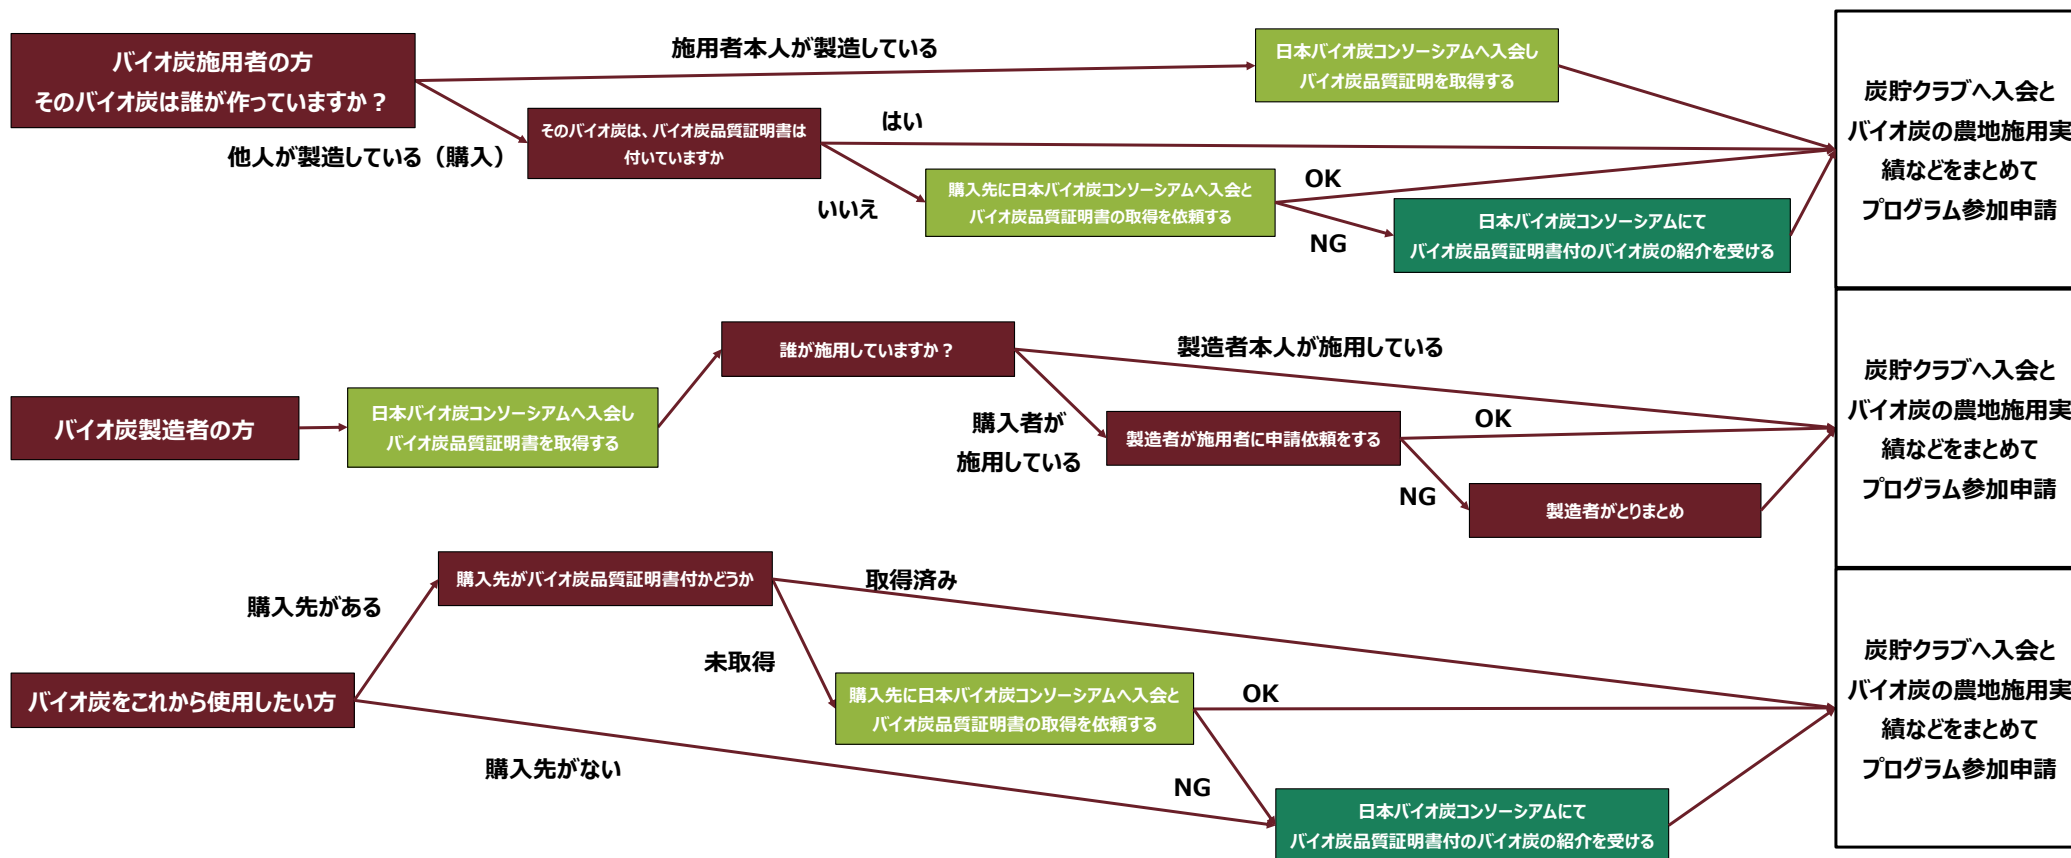 バイオ炭施用者の方
そのバイオ炭は誰が作っていますか？
施用者本人が製造している
日本バイオ炭コンソーシアムへ入会し
バイオ炭品質証明を取得する
他人が製造している（購入）
そのバイオ炭は、バイオ炭品質証明書は
付いていますか
はい
いいえ
購入先に日本バイオ炭コンソーシアムへ入会と
バイオ炭品質証明書の取得を依頼する
OK
NG
日本バイオ炭コンソーシアムにて
バイオ炭品質証明書付のバイオ炭の紹介を受ける
炭貯クラブへ入会と
バイオ炭の農地施用実
績などをまとめて
プログラム参加申請
バイオ炭製造者の方
日本バイオ炭コンソーシアムへ入会し
バイオ炭品質証明書を取得する
誰が施用していますか？
製造者本人が施用している
購入者が
施用している
製造者が施用者に申請依頼をする
OK
NG
製造者がとりまとめ
炭貯クラブへ入会と
バイオ炭の農地施用実
績などをまとめて
プログラム参加申請
バイオ炭をこれから使用したい方
購入先がある
購入先がバイオ炭品質証明書付かどうか
取得済み
未取得
購入先に日本バイオ炭コンソーシアムへ入会と
バイオ炭品質証明書の取得を依頼する
OK
NG
購入先がない
日本バイオ炭コンソーシアムにて
バイオ炭品質証明書付のバイオ炭の紹介を受ける
炭貯クラブへ入会と
バイオ炭の農地施用実
績などをまとめて
プログラム参加申請